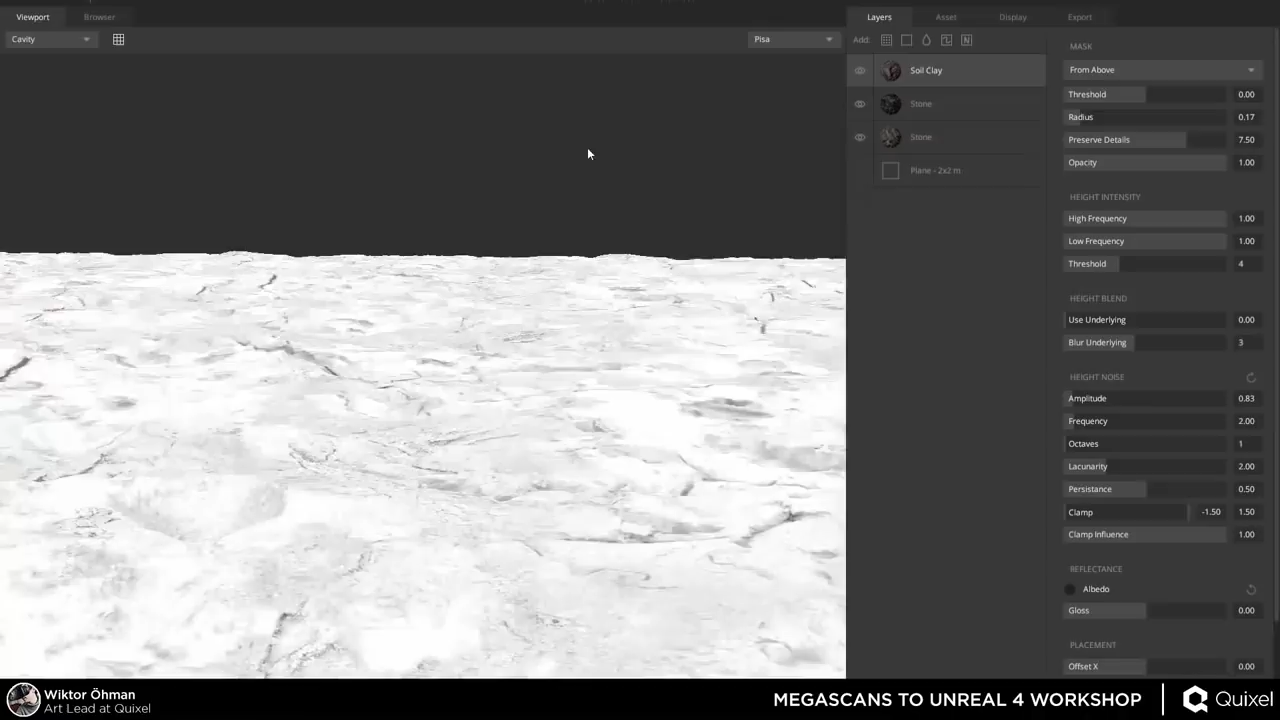 Viewport Browser
Cavity
Pisa
Layers Asset Display Export
Add:
Soil Clay
Stone
Stone
Plane - 2x2 m
MASK
From Above
Threshold 0.00
Radius 0.17
Preserve Details 7.50
Opacity 1.00
HEIGHT INTENSITY
High Frequency 1.00
Low Frequency 1.00
Threshold 4
HEIGHT BLEND
Use Underlying 0.00
Blur Underlying 3
HEIGHT NOISE
Amplitude 0.83
Frequency 2.00
Octaves 1
Lacunarity 2.00
Persistance 0.50
Clamp -1.50 1.50
Clamp Influence 1.00
REFLECTANCE
Albedo
Gloss 0.00
PLACEMENT
Offset X 0.00
Wiktor Öhman
Art Lead at Quixel
MEGASCANS TO UNREAL 4 WORKSHOP
Quixel